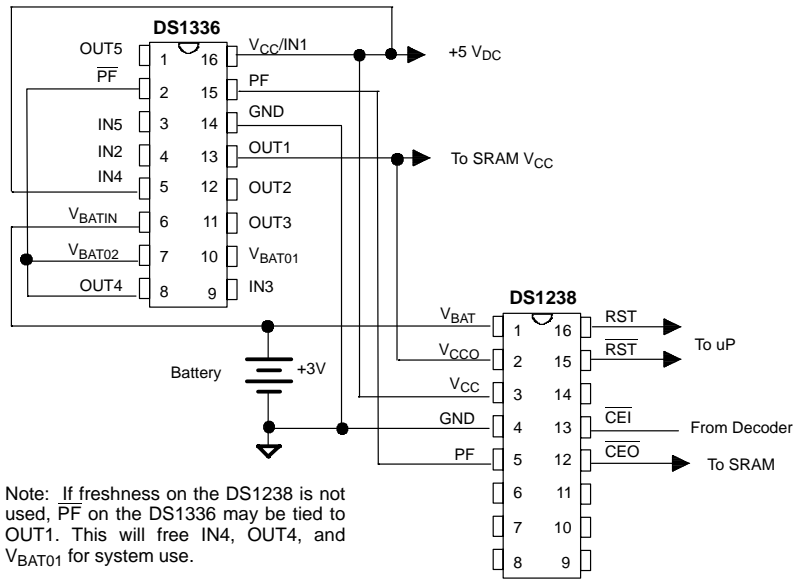 DS1336
OUT5 1 16 VCC/IN1 +5 VDC
PF 2 15 PF
IN5 3 14 GND
IN2 4 13 OUT1 To SRAM VCC
IN4 5 12 OUT2
VBATIN 6 11 OUT3
VBAT02 7 10 VBAT01
OUT4 8 9 IN3
DS1238
VBAT 1 16 RST
To uP
VCCO 2 15 RST
Battery +3V
VCC 3 14
GND 4 13 CEI From Decoder
PF 5 12 CEO To SRAM
6 11
7 10
8 9
Note: If freshness on the DS1238 is not
used, PF on the DS1336 may be tied to
OUT1. This will free IN4, OUT4, and
VBAT01 for system use.